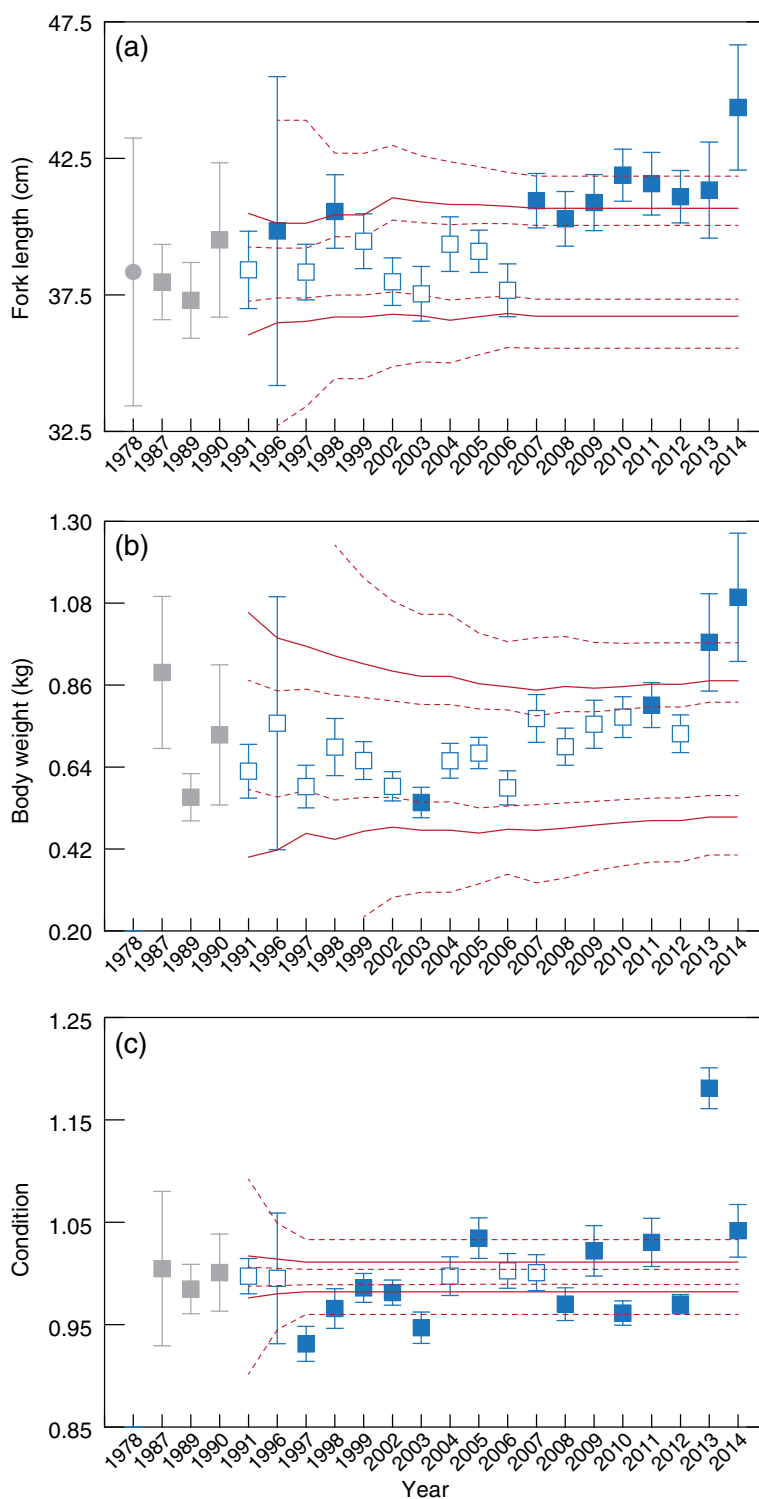 (a)
47.5
42.5
37.5
32.5
Fork length (cm)
1978 1987 1989 1990 1991 1996 1997 1998 1999 2002 2003 2004 2005 2006 2007 2008 2009 2010 2011 2012 2013 2014
(b)
1.30
1.08
0.86
0.64
0.42
0.20
Body weight (kg)
1978 1987 1989 1990 1991 1996 1997 1998 1999 2002 2003 2004 2005 2006 2007 2008 2009 2010 2011 2012 2013 2014
(c)
1.25
1.15
1.05
0.95
0.85
Condition
1978 1987 1989 1990 1991 1996 1997 1998 1999 2002 2003 2004 2005 2006 2007 2008 2009 2010 2011 2012 2013 2014
Year